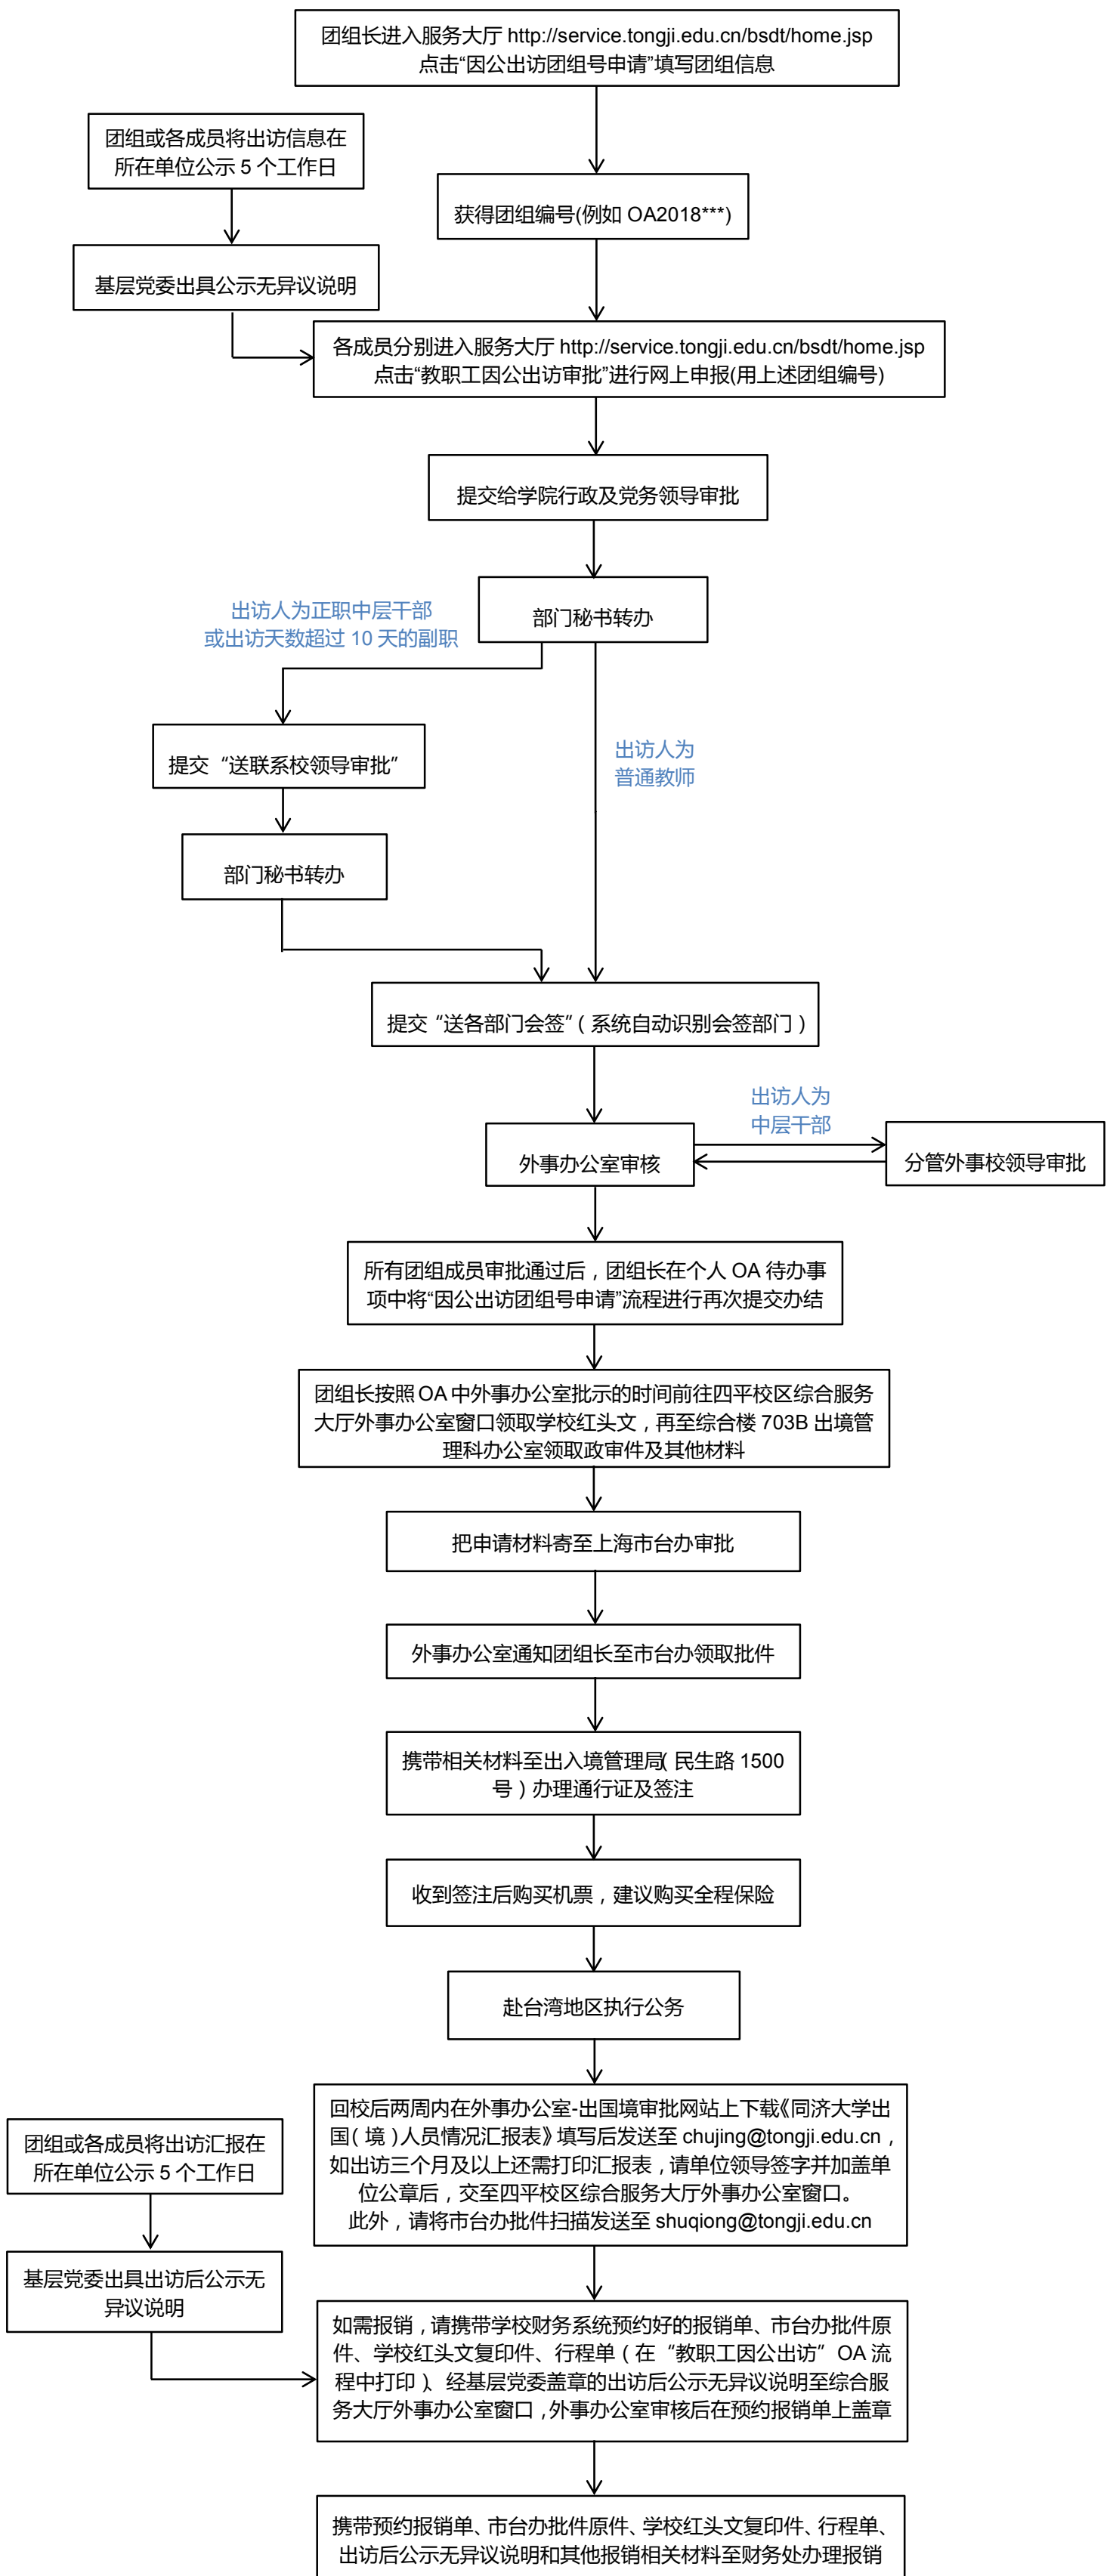 团组长进入服务大厅 http://service.tongji.edu.cn/bsdt/home.jsp
点击“因公出访团组号申请”填写团组信息
团组或各成员将出访信息在
所在单位公示 5 个工作日
获得团组编号(例如 OA2018***)
基层党委出具公示无异议说明
各成员分别进入服务大厅 http://service.tongji.edu.cn/bsdt/home.jsp
点击“教职工因公出访审批”进行网上申报(用上述团组编号)
提交给学院行政及党务领导审批
部门秘书转办
出访人为正职中层干部
或出访天数超过 10 天的副职
提交“送联系校领导审批”
出访人为
普通教师
部门秘书转办
提交“送各部门会签”（系统自动识别会签部门）
外事办公室审核
出访人为
中层干部
分管外事校领导审批
所有团组成员审批通过后，团组长在个人 OA 待办事
项中将“因公出访团组号申请”流程进行再次提交办结
团组长按照 OA 中外事办公室批示的时间前往四平校区综合服务
大厅外事办公室窗口领取学校红头文，再至综合楼 703B 出境管
理科办公室领取政审件及其他材料
把申请材料寄至上海市台办审批
外事办公室通知团组长至市台办领取批件
携带相关材料至出入境管理局（民生路 1500
号）办理通行证及签注
收到签注后购买机票，建议购买全程保险
赴台湾地区执行公务
回校后两周内在外事办公室-出国境审批网站上下载《同济大学出
国（境）人员情况汇报表》填写后发送至 chujing@tongji.edu.cn，
如出访三个月及以上还需打印汇报表，请单位领导签字并加盖单
位公章后，交至四平校区综合服务大厅外事办公室窗口。
此外，请将市台办批件扫描发送至 shuqiong@tongji.edu.cn
团组或各成员将出访汇报在
所在单位公示 5 个工作日
基层党委出具出访后公示无
异议说明
如需报销，请携带学校财务系统预约好的报销单、市台办批件原
件、学校红头文复印件、行程单（在“教职工因公出访”OA 流
程中打印）、经基层党委盖章的出访后公示无异议说明至综合服
务大厅外事办公室窗口，外事办公室审核后在预约报销单上盖章
携带预约报销单、市台办批件原件、学校红头文复印件、行程单、
出访后公示无异议说明和其他报销相关材料至财务处办理报销